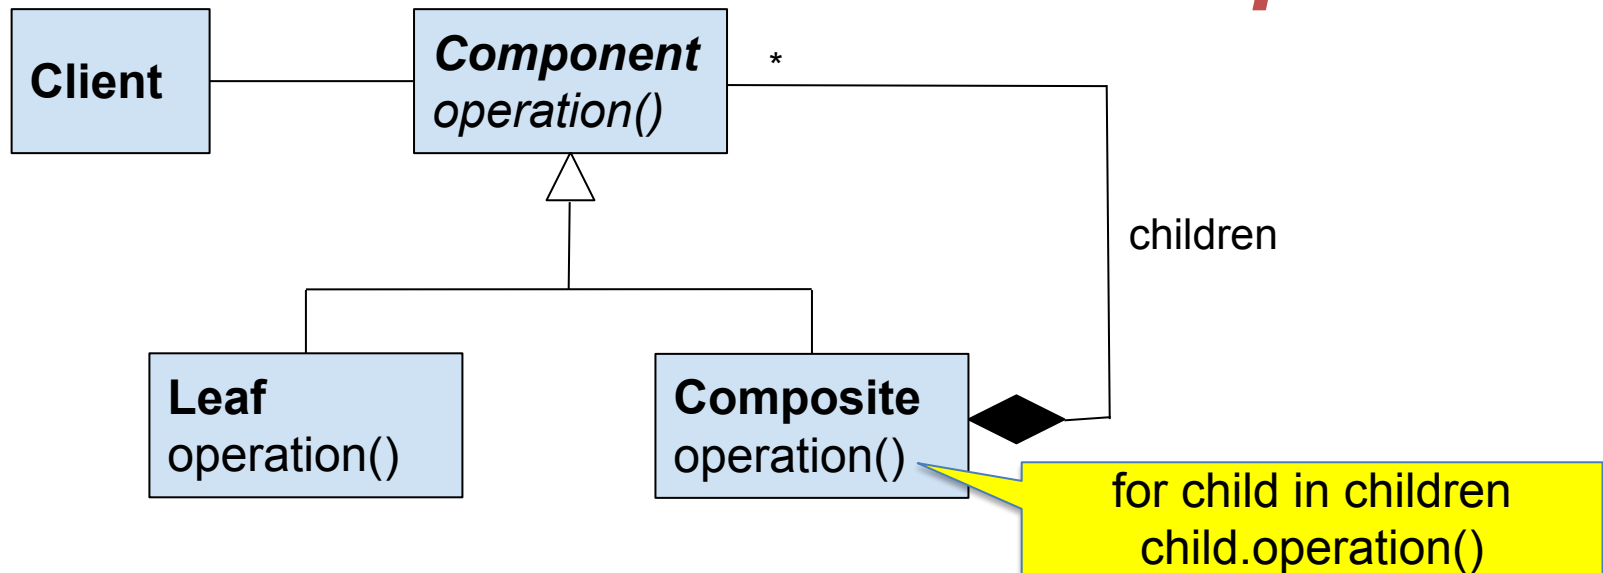 Client
Component
operation()
*
children
Leaf
operation()
Composite
operation()
for child in children
child.operation()